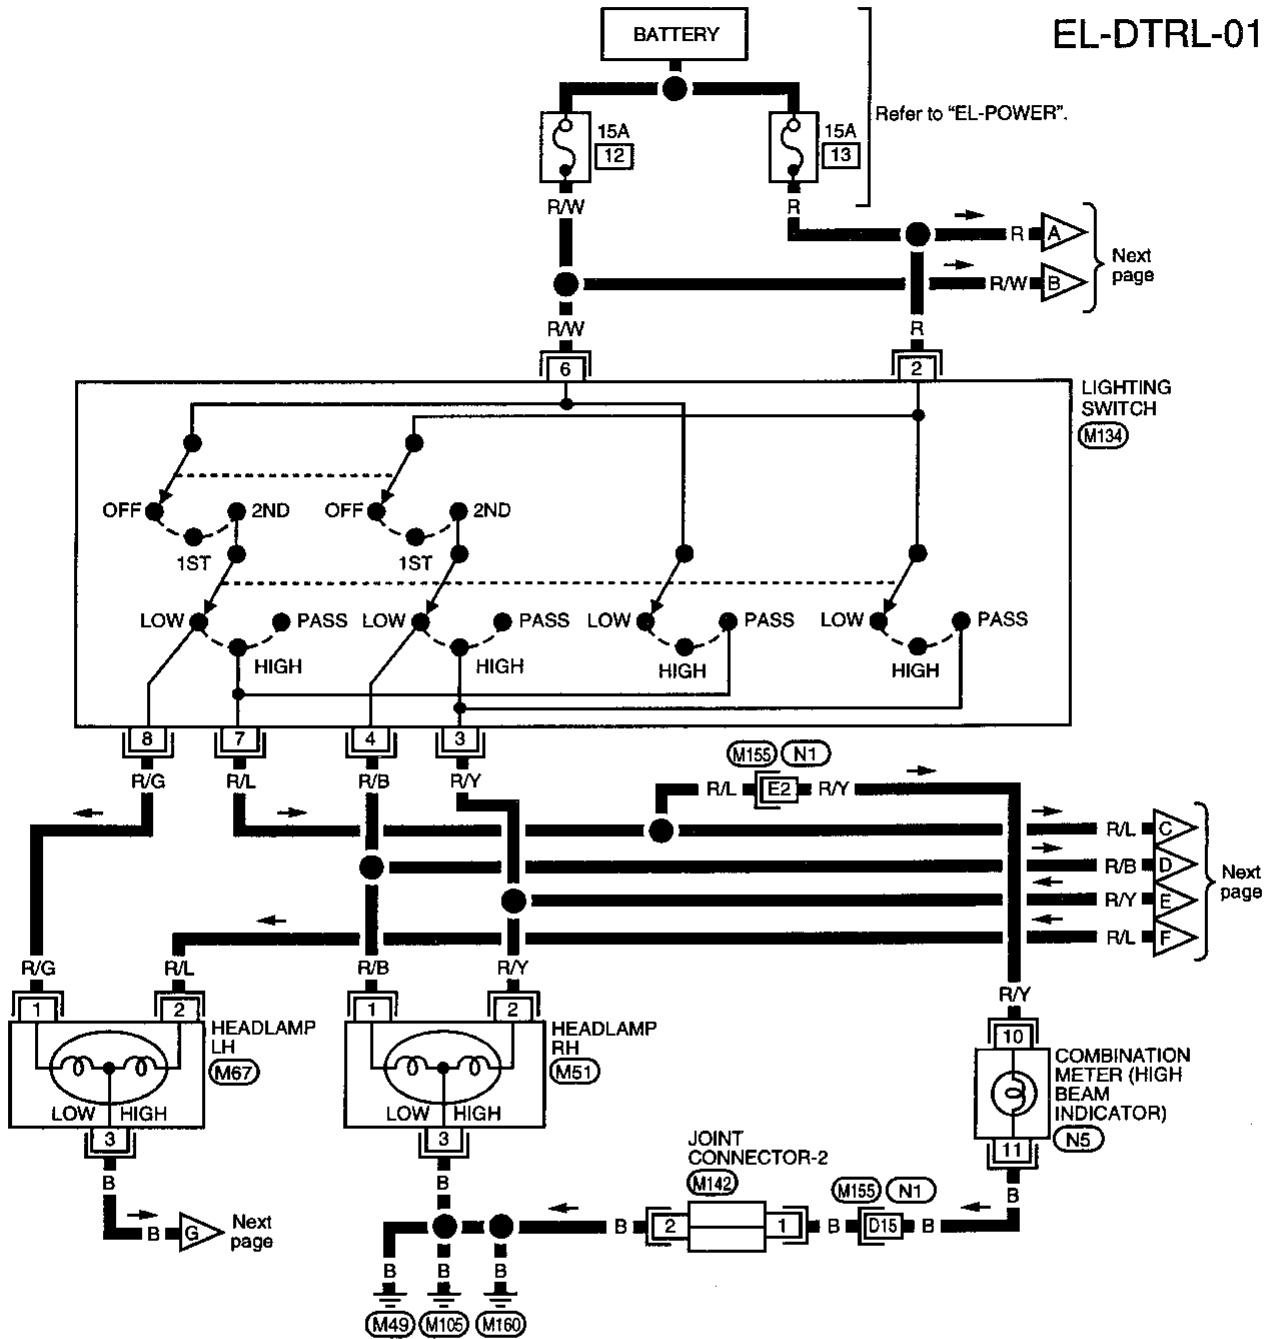 EL-DTRL-01
BATTERY
Refer to "EL-POWER".
15A
12
15A
13
R/W
R
R A
R/W B
Next
page
R/W
R
6
2
LIGHTING
SWITCH
M134
OFF 2ND
1ST
OFF 2ND
1ST
LOW PASS
HIGH
LOW PASS
HIGH
LOW PASS
HIGH
LOW PASS
HIGH
8 7 4 3
R/G R/L R/B R/Y
M155 N1
R/L E2 R/Y
R/L C
R/B D
R/Y E
R/L F
Next
page
R/G R/L R/B R/Y
R/Y
1 2
HEADLAMP
LH
M67
LOW HIGH
3
1 2
HEADLAMP
RH
M51
LOW HIGH
3
10
COMBINATION
METER (HIGH
BEAM
INDICATOR)
N5
11
B
B G
Next
page
B
JOINT
CONNECTOR-2
M142
M155 N1
B
B 2 1 B D15 B
B B B
M49 M105 M160